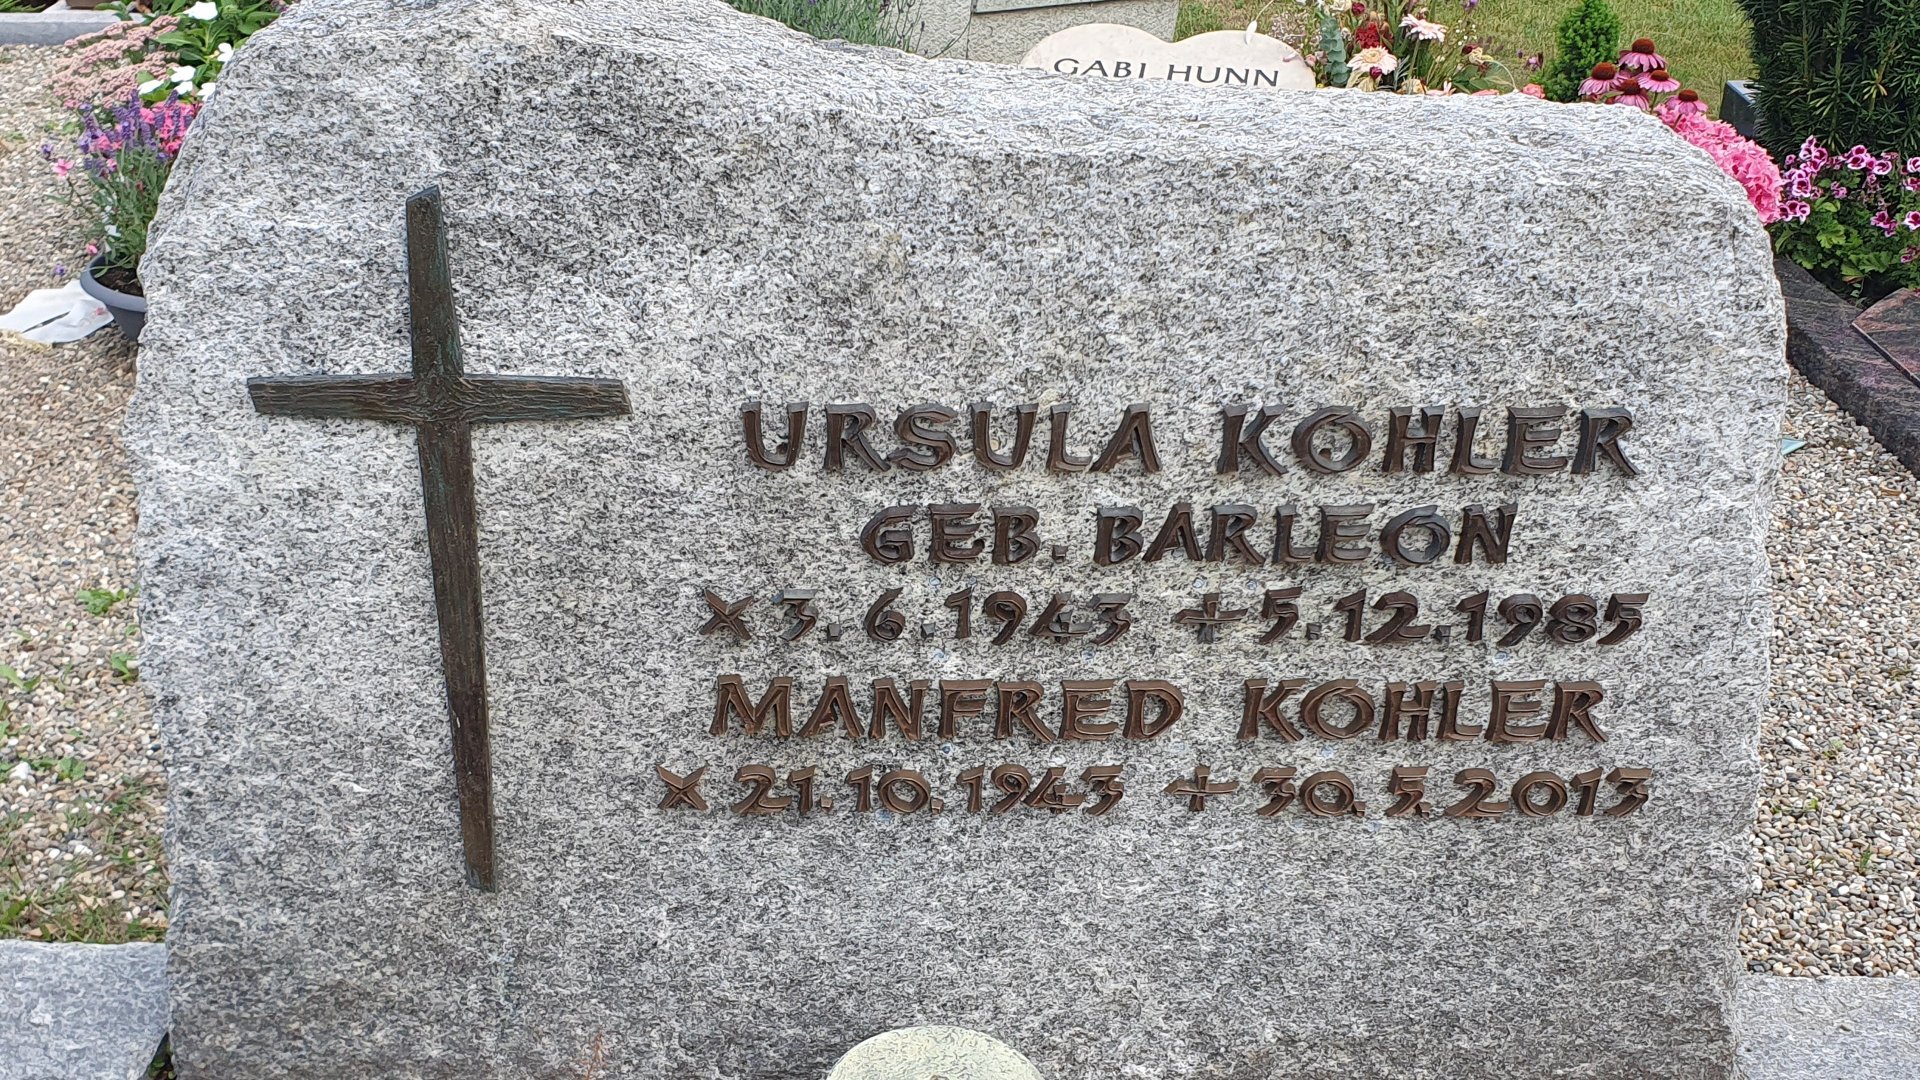 GABI HUNN
URSULA KOHLER
GEB. BARLEON
✕ 3.6.1943 ✝ 5.12.1985
MANFRED KOHLER
✕ 21.10.1943 ✝ 30.5.2013